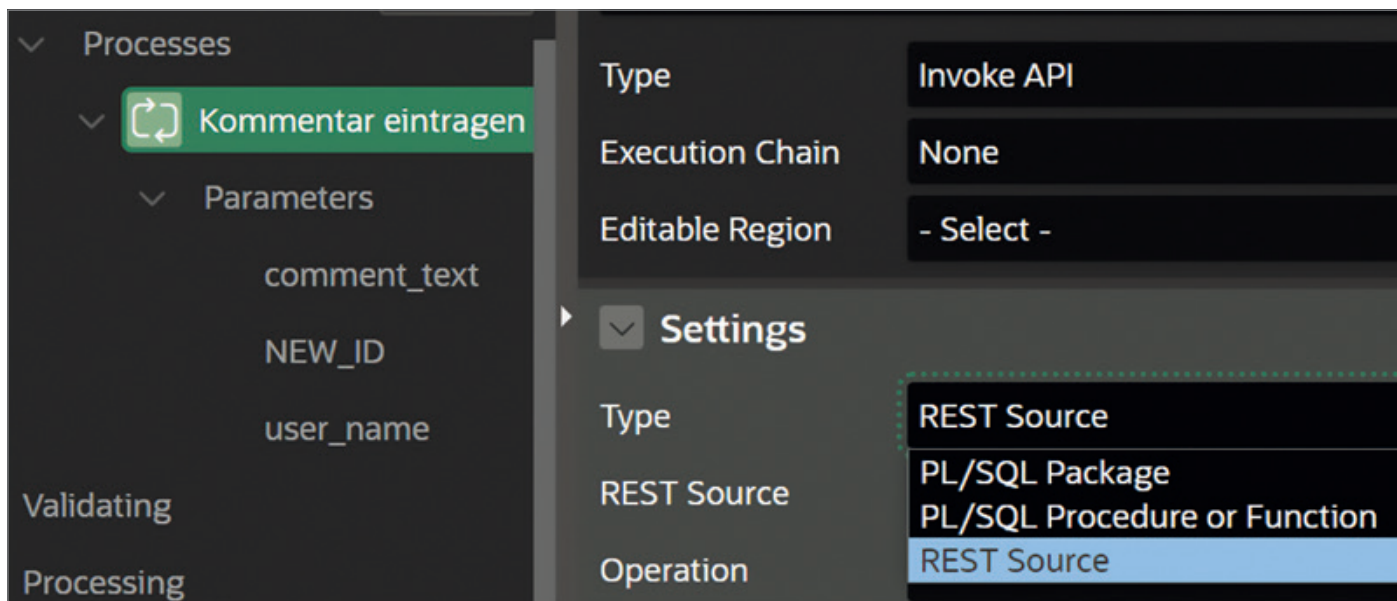 Processes
Kommentar eintragen
Parameters
comment_text
NEW_ID
user_name
Validating
Processing
Type
Invoke API
Execution Chain
None
Editable Region
- Select -
Settings
Type
REST Source
REST Source
PL/SQL Package
PL/SQL Procedure or Function
REST Source
Operation